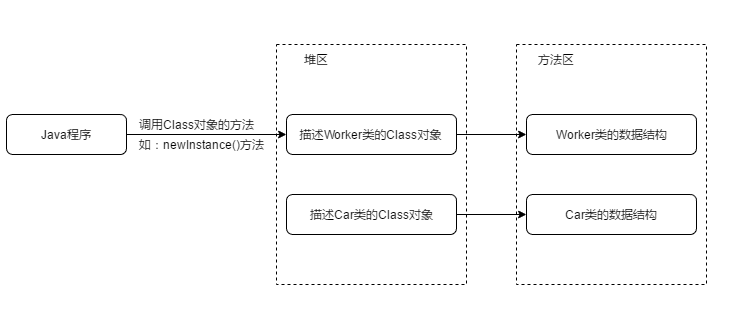 堆区
方法区
Java程序
调用Class对象的方法
如：newInstance()方法
描述Worker类的Class对象
Worker类的数据结构
描述Car类的Class对象
Car类的数据结构